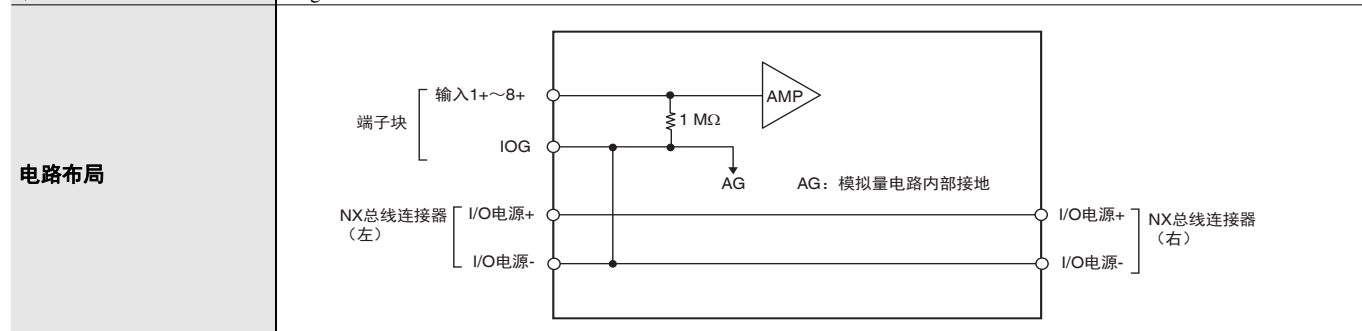 电路布局
输入1+～8+
AMP
端子块
1 MΩ
IOG
AG
AG：模拟量电路内部接地
NX总线连接器
（左）
I/O电源+
I/O电源+
NX总线连接器
（右）
I/O电源-
I/O电源-